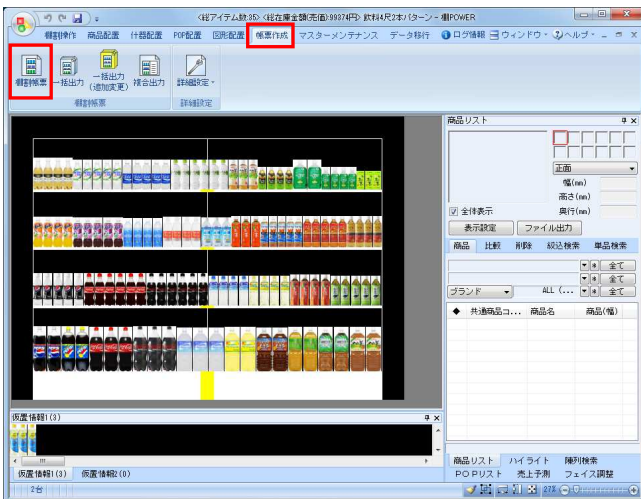 <総アイテム数:35> <総在庫金額(売価):99374円> 飲料4尺2本パターン - 棚POWER
棚割操作 商品配置 什器配置 POP配置 図形配置 帳票作成 マスターメンテナンス データ移行 ログ情報 ウィンドウ ヘルプ
棚割帳票 一括出力 一括出力(追加変更) 複合出力 詳細設定
棚割帳票 詳細設定
商品リスト
正面
幅(mm)
高さ(mm)
全体表示 奥行(mm)
表示設定 ファイル出力
商品 比較 削除 絞込検索 単品検索
* 全て
* 全て
ブランド ALL (... * 全て
◆ 共通商品コ... 商品名 商品(幅)
仮置情報1(3)
仮置情報1(3) 仮置情報2(0)
商品リスト ハイライト 陳列検索
POPリスト 売上予測 フェイス調整
2台 27%